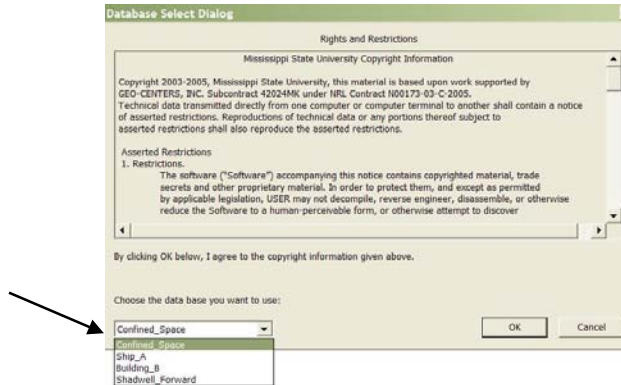 Database Select Dialog
Rights and Restrictions
Mississippi State University Copyright Information
Copyright 2003-2005, Mississippi State University, this material is based upon work supported by
GEO-CENTERS, INC. Subcontract 42024MK under NRL Contract N00173-03-C-2005.
Technical data transmitted directly from one computer or computer terminal to another shall contain a notice
of asserted restrictions. Reproductions of technical data or any portions thereof subject to
asserted restrictions shall also reproduce the asserted restrictions.
Asserted Restrictions
1. Restrictions.
The software ("Software") accompanying this notice contains copyrighted material, trade
secrets and other proprietary material. In order to protect them, and except as permitted
by applicable legislation, USER may not decompile, reverse engineer, disassemble, or otherwise
reduce the Software to a human-perceivable form, or otherwise attempt to discover
By clicking OK below, I agree to the copyright information given above.
Choose the data base you want to use:
Confined_Space
OK
Cancel
Confined_Space
Ship_A
Building_B
Shadwell_Forward